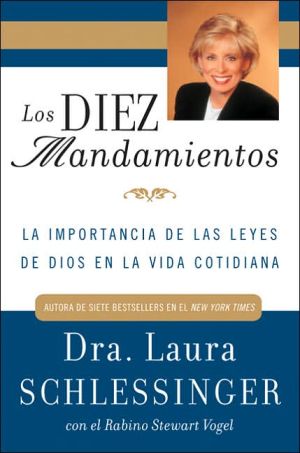 Los DIEZ
Mandamientos
LA IMPORTANCIA DE LAS LEYES
DE DIOS EN LA VIDA COTIDIANA
AUTORA DE SIETE BESTSELLERS EN EL NEW YORK TIMES
Dra. Laura
SCHLESSINGER
con el Rabino Stewart Vogel